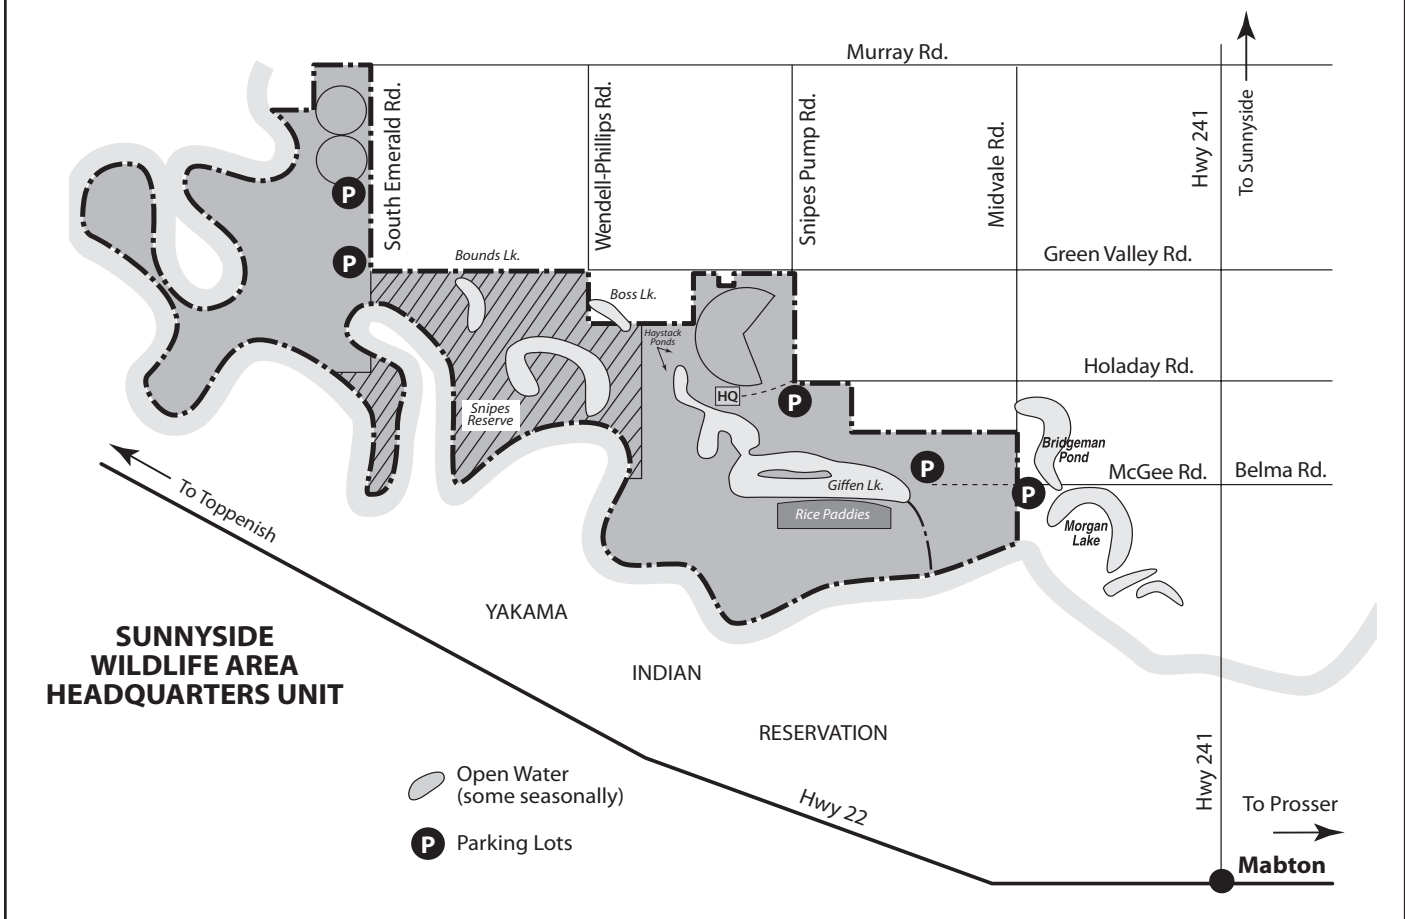 Murray Rd.
South Emerald Rd.
Wendell-Phillips Rd.
Snipes Pump Rd.
Midvale Rd.
Hwy 241
To Sunnyside
P
P
Bounds Lk.
Green Valley Rd.
Boss Lk.
Haystack
Ponds
Holaday Rd.
HQ
P
Snipes
Reserve
Bridgeman
Pond
P
McGee Rd.
Belma Rd.
Giffen Lk.
P
Rice Paddies
Morgan
Lake
To Toppenish
YAKAMA
INDIAN
RESERVATION
SUNNYSIDE
WILDLIFE AREA
HEADQUARTERS UNIT
Open Water
(some seasonally)
P Parking Lots
Hwy 22
Hwy 241
To Prosser
Mabton